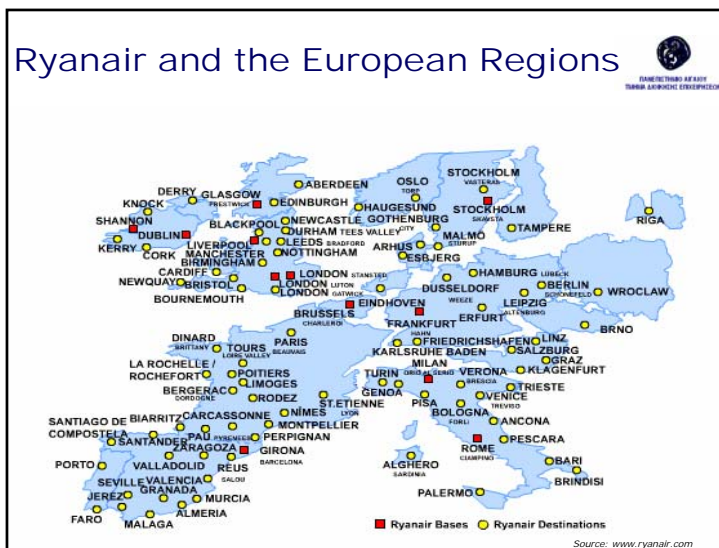 Ryanair and the European Regions
ΠΑΝΕΠΙΣΤΗΜΙΟ ΑΙΓΑΙΟΥ
ΤΜΗΜΑ ΔΙΟΙΚΗΣΗΣ ΕΠΙΧΕΙΡΗΣΕΩΝ
DERRY
GLASGOW
PRESTWICK
ABERDEEN
EDINBURGH
OSLO
TORP
STOCKHOLM
VASTERAS
STOCKHOLM
SKAVSTA
KNOCK
SHANNON
DUBLIN
KERRY
CORK
BLACKPOOL
NEWCASTLE
DURHAM TEES VALLEY
LIVERPOOL
LEEDS BRADFORD
MANCHESTER
NOTTINGHAM
BIRMINGHAM
HAUGESUND
GOTHENBURG
CITY
MALMO
STURUP
TAMPERE
RIGA
ARHUS
ESBJERG
CARDIFF
NEWQUAY
BRISTOL
BOURNEMOUTH
LONDON STANSTED
LONDON LUTON
LONDON GATWICK
HAMBURG LÜBECK
DUSSELDORF
WEEZE
BERLIN
SCHONEFELD
LEIPZIG
ALTENBURG
WROCLAW
EINDHOVEN
BRUSSELS
CHARLEROI
FRANKFURT
HAHN
ERFURT
BRNO
DINARD
BRITTANY
TOURS
LOIRE VALLEY
PARIS
BEAUVAIS
FRIEDRICHSHAFEN
LINZ
KARLSRUHE BADEN
SALZBURG
GRAZ
KLAGENFURT
MILAN
ORIO AL SERIO
LA ROCHELLE /
ROCHEFORT
POITIERS
LIMOGES
BERGERAC
DORDOGNE
RODEZ
ST.ETIENNE
LYON
TURIN
GENOA
VERONA
BRESCIA
TRIESTE
PISA
VENICE
TREVISO
BOLOGNA
FORLI
ANCONA
CARCASSONNE
NÎMES
MONTPELLIER
BIARRITZ
SANTIAGO DE
COMPOSTELA
SANTANDER
PAU PYRENEES
PERPIGNAN
ZARAGOZA
GIRONA
BARCELONA
PORTO
VALLADOLID
REUS
SALOU
ALGHERO
SARDINIA
ROME
CIAMPINO
PESCARA
BARI
BRINDISI
SEVILLE
VALENCIA
JEREZ
GRANADA
MURCIA
ALMERIA
FARO
MALAGA
PALERMO
Ryanair Bases
Ryanair Destinations
Source: www.ryanair.com